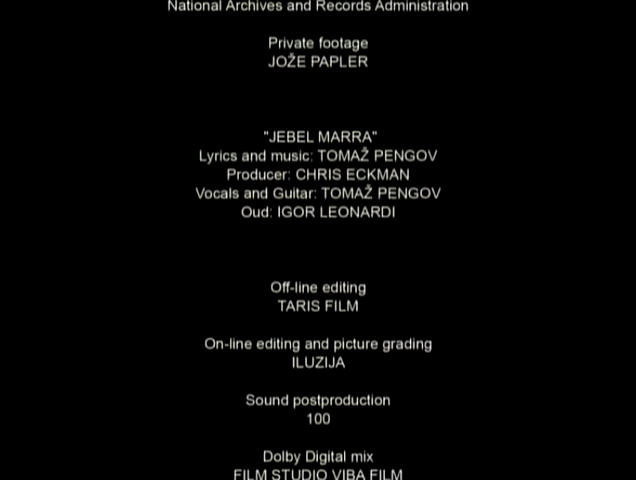 National Archives and Records Administration
Private footage
JOŽE PAPLER
"JEBEL MARRA"
Lyrics and music: TOMAŽ PENGOV
Producer: CHRIS ECKMAN
Vocals and Guitar: TOMAŽ PENGOV
Oud: IGOR LEONARDI
Off-line editing
TARIS FILM
On-line editing and picture grading
ILUZIJA
Sound postproduction
100
Dolby Digital mix
FILM STUDIO VIBA FILM